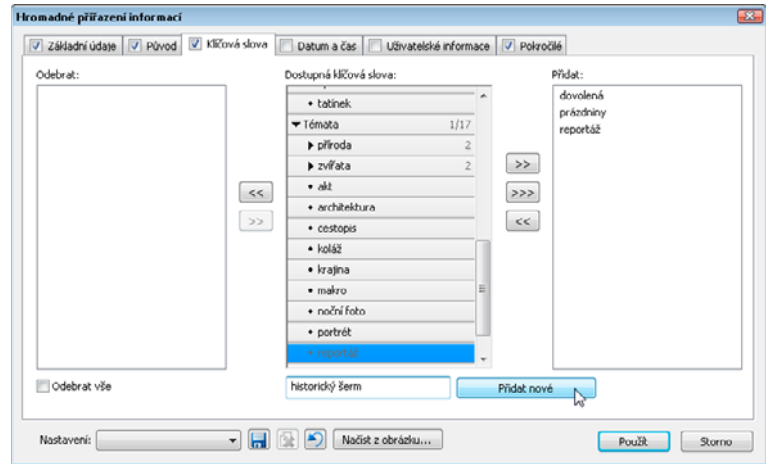 Hromadné přiřazení informací
Základní údaje Původ Klíčová slova Datum a čas Uživatelské informace Pokročilé
Odebrat:
Dostupná klíčová slova:
Přidat:
tatínek
Témata 1/17
příroda 2
zvířata 2
akt
architektura
cestopis
koláž
krajina
makro
noční foto
portrét
reportáž
<<
>>
>>
>>>
<<
dovolená
prázdniny
reportáž
Odebrat vše
historický šerm
Přidat nové
Nastavení:
Načíst z obrázku...
Použít
Storno